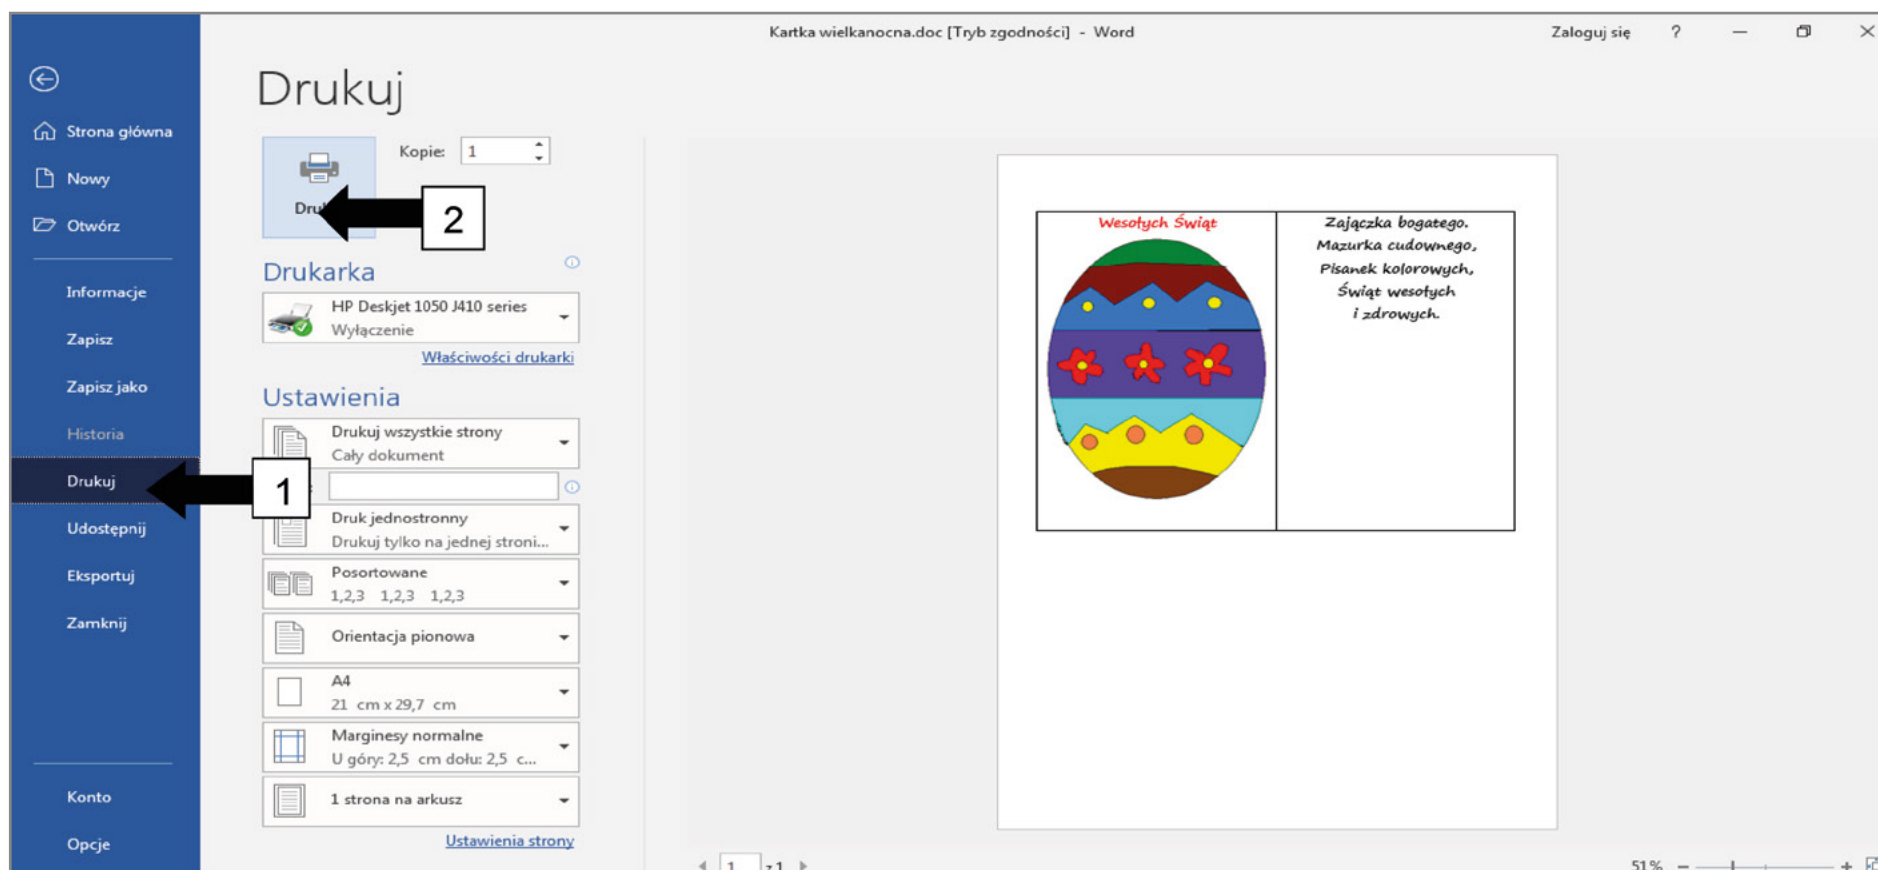 Kartka wielkanocna.doc [Tryb zgodności] - Word
Zaloguj się ?
Strona główna
Nowy
Otwórz
Informacje
Zapisz
Zapisz jako
Historia
Drukuj
Udostępnij
Eksportuj
Zamknij
Konto
Opcje
Drukuj
Kopie: 1
2
1
Drukarka
HP Deskjet 1050 J410 series
Wyłączenie
Właściwości drukarki
Ustawienia
Drukuj wszystkie strony
Cały dokument
Druk jednostronny
Drukuj tylko na jednej stroni...
Posortowane
1,2,3 1,2,3 1,2,3
Orientacja pionowa
A4
21 cm x 29,7 cm
Marginesy normalne
U góry: 2,5 cm dołu: 2,5 c...
1 strona na arkusz
Ustawienia strony
Wesołych Świąt
Zajączka bogatego.
Mazurka cudownego,
Pisanek kolorowych,
Świąt wesołych
i zdrowych.
1 z 1
51%